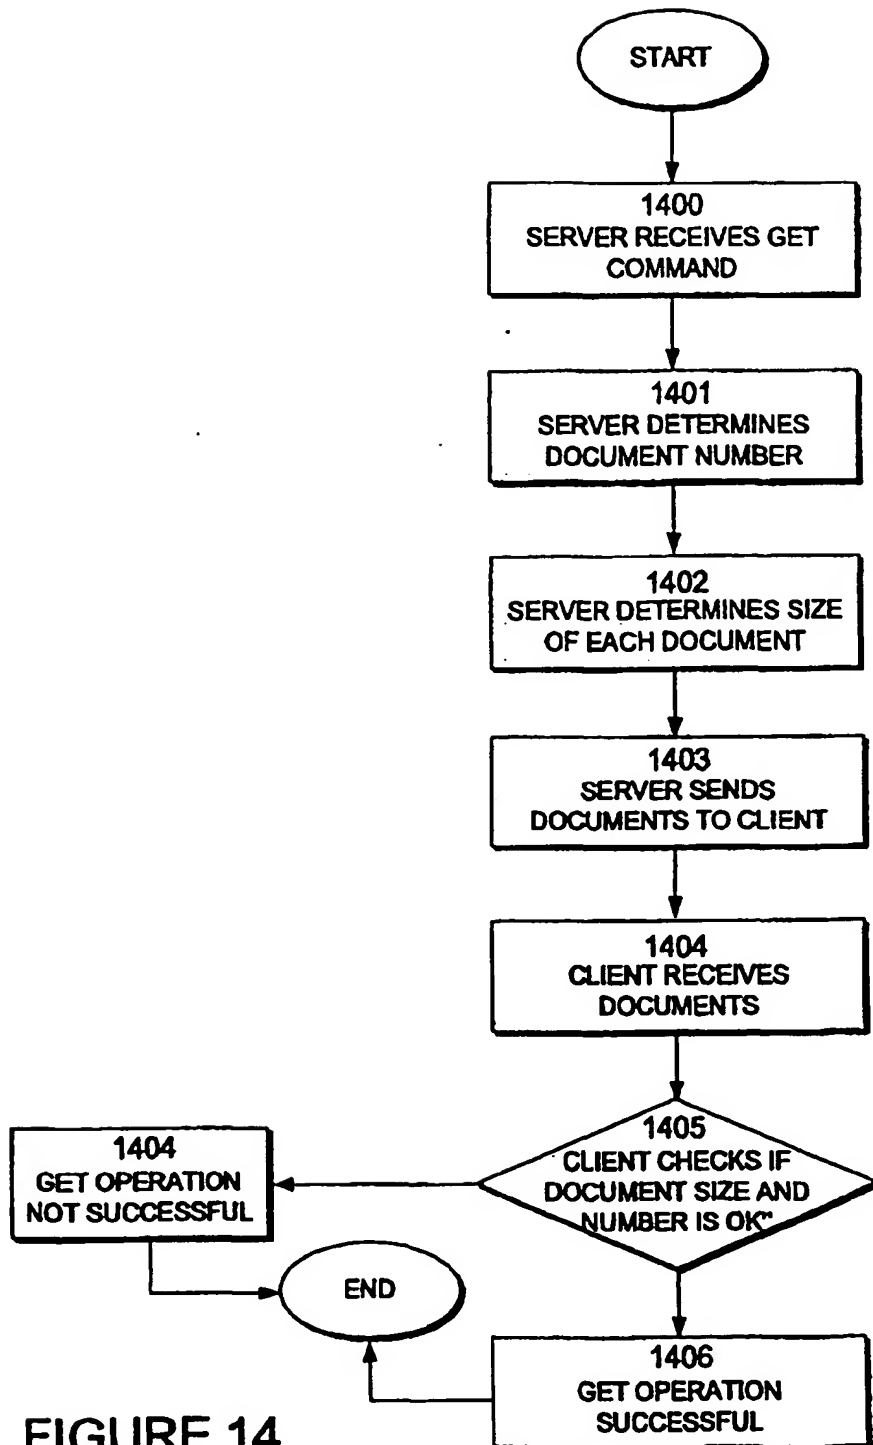 START
1400
SERVER RECEIVES GET
COMMAND
1401
SERVER DETERMINES
DOCUMENT NUMBER
1402
SERVER DETERMINES SIZE
OF EACH DOCUMENT
1403
SERVER SENDS
DOCUMENTS TO CLIENT
1404
CLIENT RECEIVES
DOCUMENTS
1405
CLIENT CHECKS IF
DOCUMENT SIZE AND
NUMBER IS OK"
1404
GET OPERATION
NOT SUCCESSFUL
END
1406
GET OPERATION
SUCCESSFUL
FIGURE 14